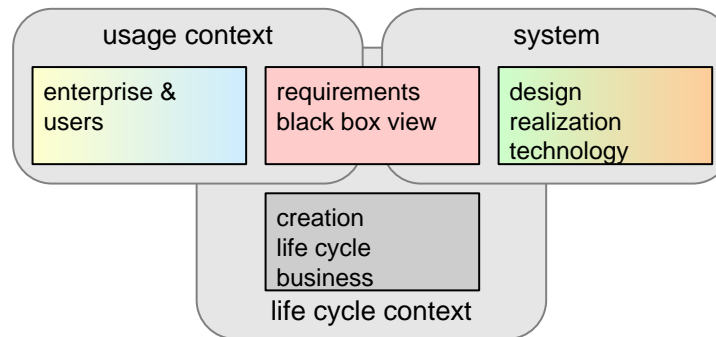 usage context
system
enterprise &
users
requirements
black box view
design
realization
technology
creation
life cycle
business
life cycle context